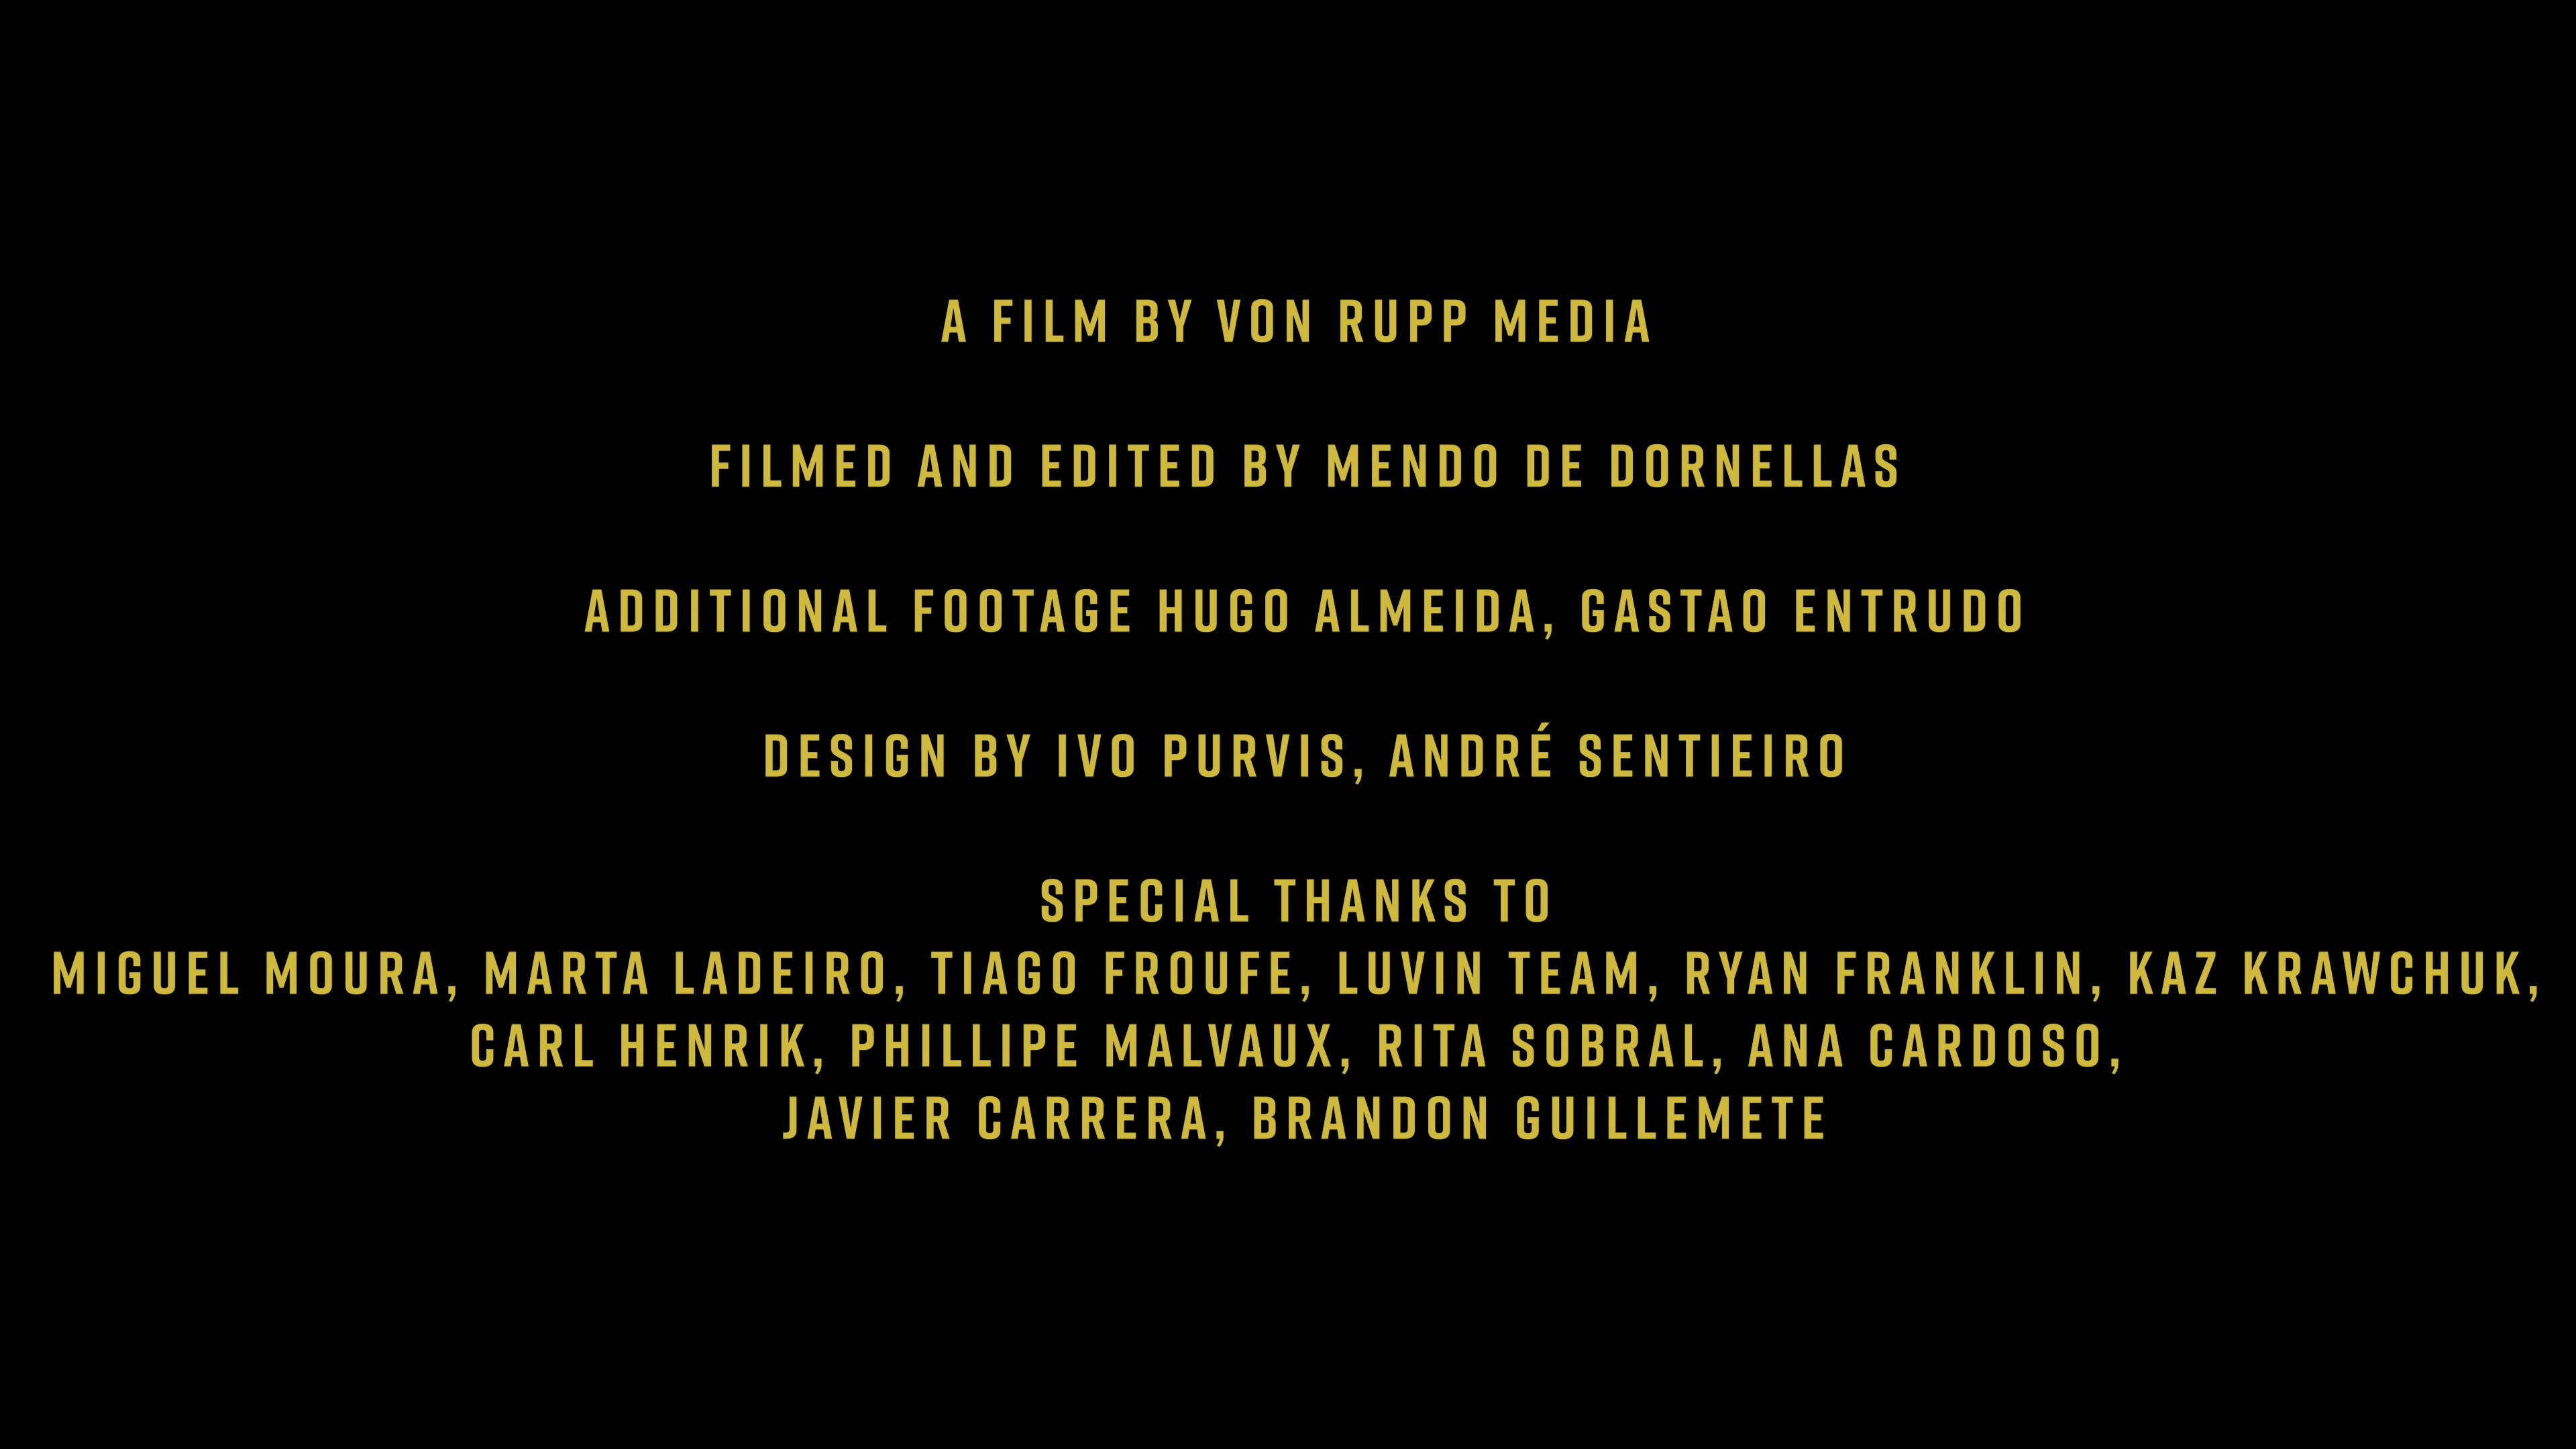 A FILM BY VON RUPP MEDIA
FILMED AND EDITED BY MENDO DE DORNELLAS
ADDITIONAL FOOTAGE HUGO ALMEIDA, GASTAO ENTRUDO
DESIGN BY IVO PURVIS, ANDRÉ SENTIEIRO
SPECIAL THANKS TO
MIGUEL MOURA, MARTA LADEIRO, TIAGO FROUFE, LUVIN TEAM, RYAN FRANKLIN, KAZ KRAWCHUK,
CARL HENRIK, PHILLIPE MALVAUX, RITA SOBRAL, ANA CARDOSO,
JAVIER CARRERA, BRANDON GUILLEMETE